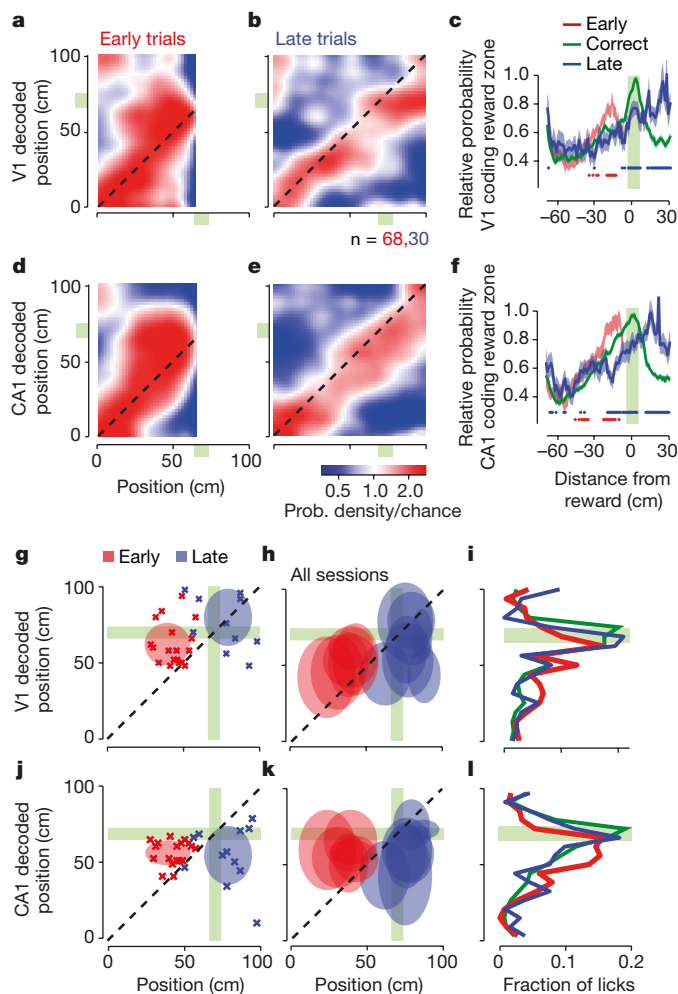 a
Early trials
V1 decoded
position (cm)
100
50
0
b
Late trials
n = 68,30
c
Early
Correct
Late
Relative porobability
V1 coding reward zone
1.0
0.8
0.6
0.4
−60
−30
0
30
d
CA1 decoded
position (cm)
100
50
0
0
50
100
Position (cm)
e
0.5
1.0
2.0
Prob. density/chance
f
Relative probability
CA1 coding reward zone
1.0
0.8
0.6
0.4
−60
−30
0
30
Distance from
reward (cm)
g
Early
Late
V1 decoded
position (cm)
100
50
0
h
All sessions
i
j
CA1 decoded
position (cm)
100
50
0
0
50
100
Position (cm)
k
0
50
100
Position (cm)
l
0
0.1
0.2
Fraction of licks